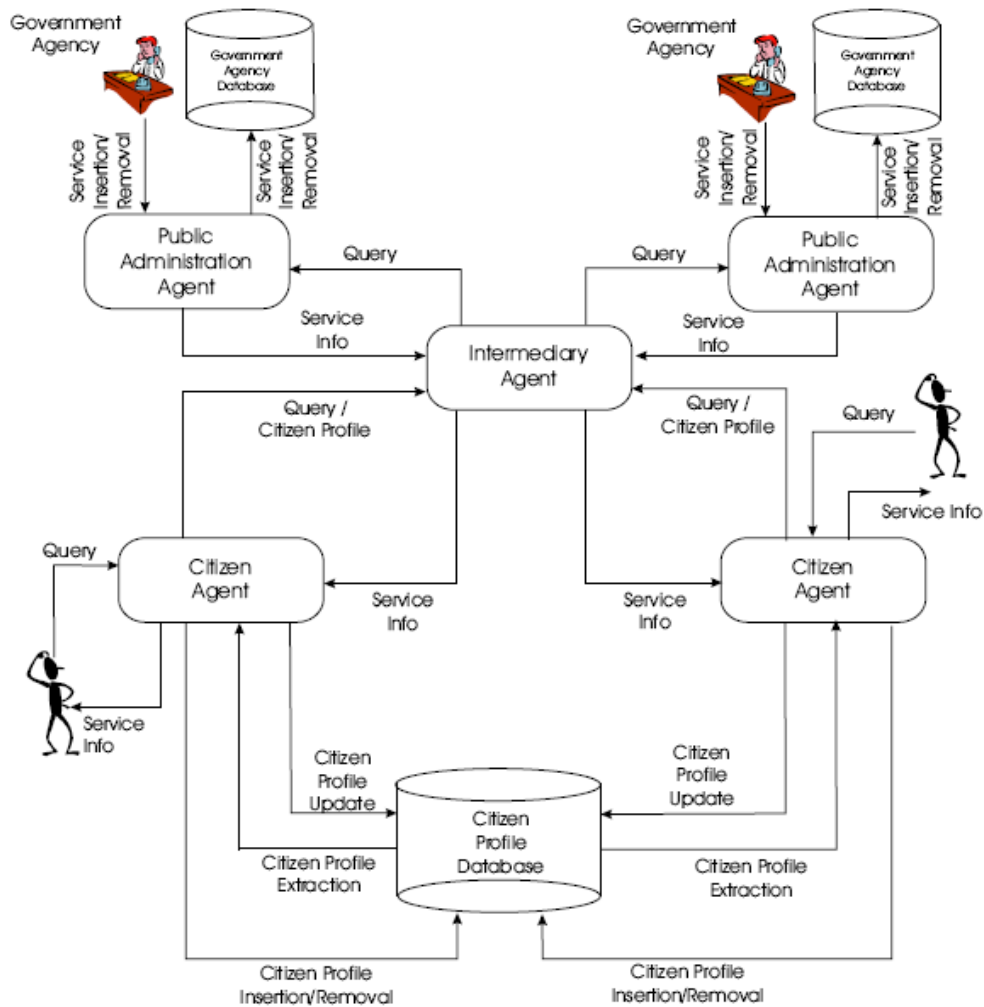 Government
Agency
Government
Agency
Database
Government
Agency
Government
Agency
Database
Service
Insertion/
Removal
Service
Insertion/
Removal
Service
Insertion/
Removal
Service
Insertion/
Removal
Public
Administration
Agent
Query
Query
Public
Administration
Agent
Service
Info
Intermediary
Agent
Service
Info
Query /
Citizen Profile
Query /
Citizen Profile
Query
Service Info
Query
Citizen
Agent
Service
Info
Service
Info
Citizen
Agent
Service
Info
Citizen
Profile
Update
Citizen
Profile
Database
Citizen
Profile
Update
Citizen Profile
Extraction
Citizen Profile
Extraction
Citizen Profile
Insertion/Removal
Citizen Profile
Insertion/Removal